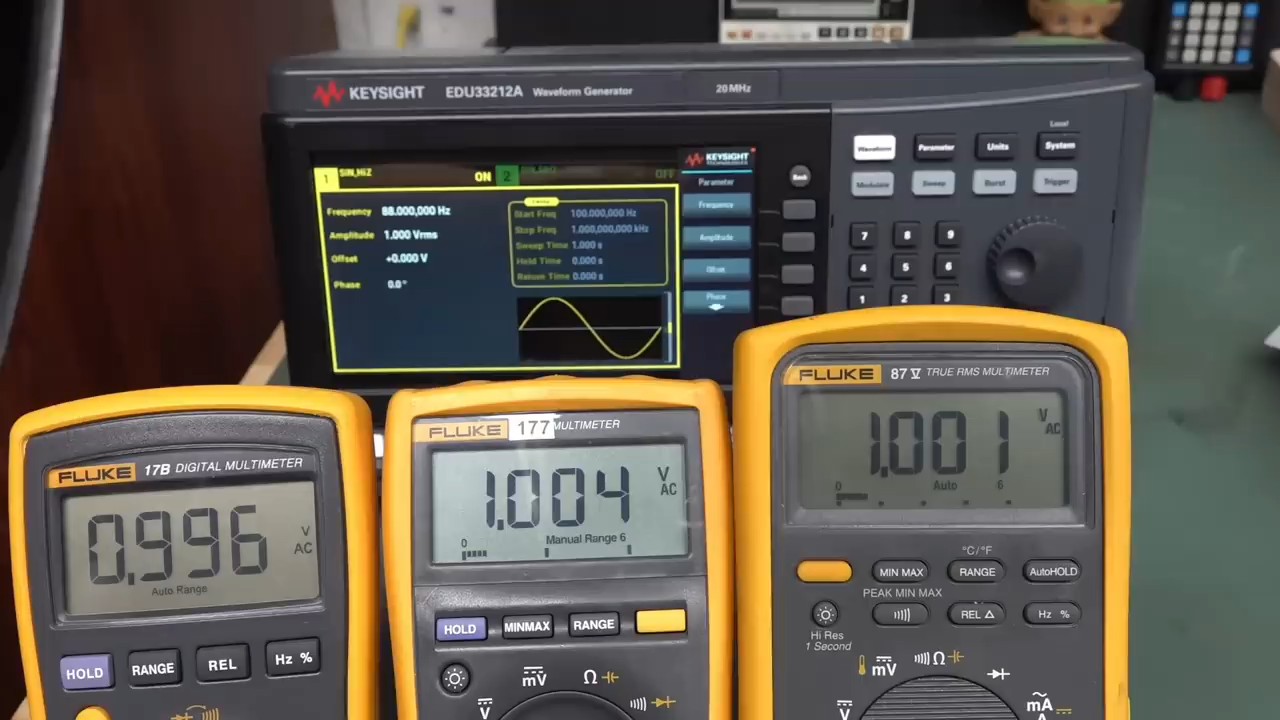 KEYSIGHT EDU33212A Waveform Generator 20 MHz
1 SIN,HiZ ON 2 OFF
KEYSIGHT
TECHNOLOGIES
Parameter
Frequency 88.000,000 Hz
Amplitude 1.000 Vrms
Offset +0.000 V
Phase 0.0°
Start Freq 100.000,000 Hz
Stop Freq 1.000,000,000 kHz
Sweep Time 1.000 s
Hold Time 0.000 s
Return Time 0.000 s
Frequency
Amplitude
Offset
Phase
Back
Waveform Parameter Units System
Modulate Sweep Burst Trigger
7 8 9
4 5 6
1 2 3
FLUKE 17B DIGITAL MULTIMETER
0.996 V AC
Auto Range
HOLD RANGE REL Hz %
FLUKE 177 MULTIMETER
1.004 V AC
0 Manual Range 6
HOLD MINMAX RANGE
mV Ω
V
FLUKE 87 V TRUE RMS MULTIMETER
1.001 V AC
0 Auto 6
°C/°F
MIN MAX RANGE AutoHOLD
PEAK MIN MAX
REL Δ Hz %
Hi Res
1 Second
mV Ω
V mA